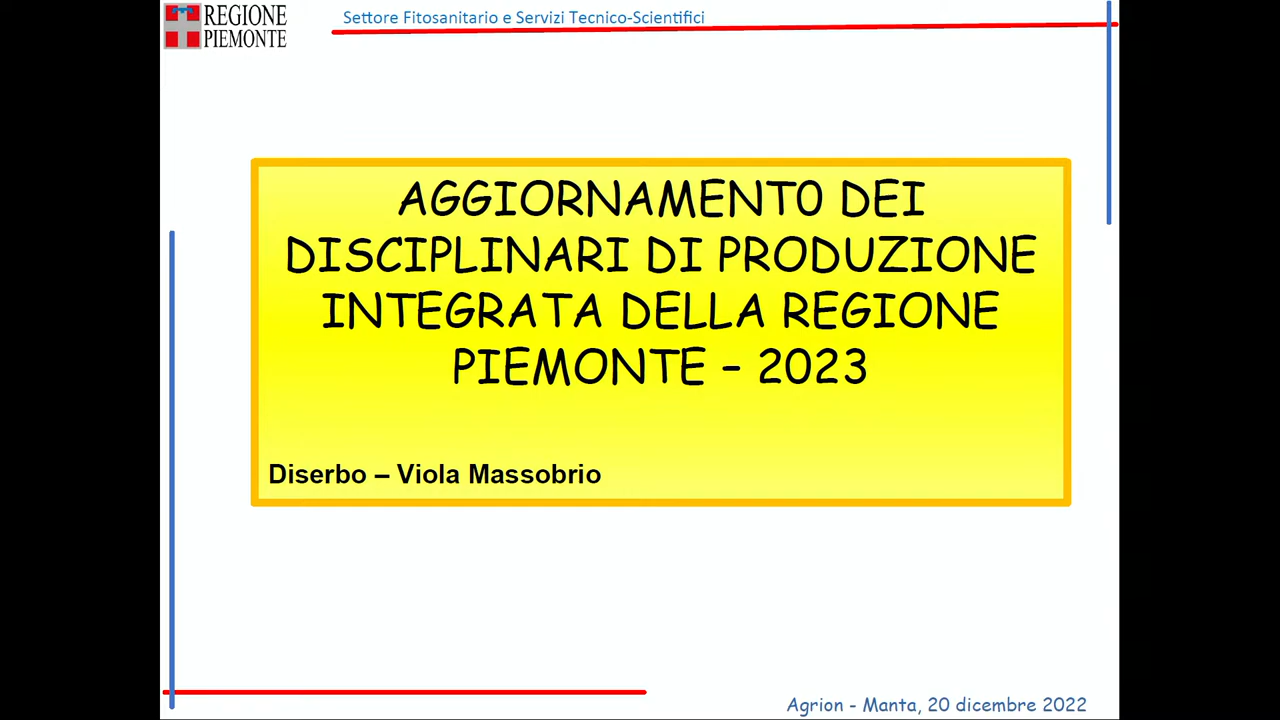 REGIONE
PIEMONTE
Settore Fitosanitario e Servizi Tecnico-Scientifici
AGGIORNAMENT0 DEI
DISCIPLINARI DI PRODUZIONE
INTEGRATA DELLA REGIONE
PIEMONTE – 2023
Diserbo – Viola Massobrio
Agrion - Manta, 20 dicembre 2022